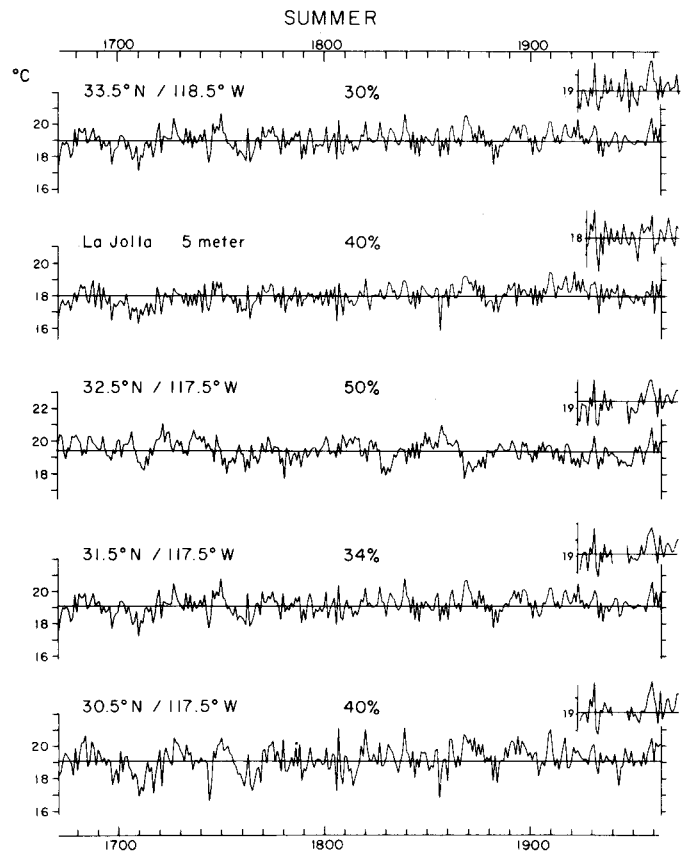 SUMMER
1700 1800 1900
°C
33.5°N / 118.5°W 30% 19
20
18
16
La Jolla 5 meter 40% 18
20
18
16
32.5°N / 117.5°W 50% 19
22
20
18
31.5°N / 117.5°W 34% 19
20
18
16
30.5°N / 117.5°W 40% 19
20
18
16
1700 1800 1900